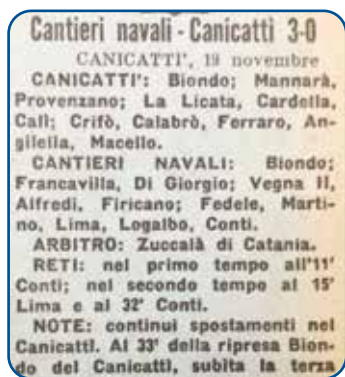 Cantieri navali - Canicattì 3-0
CANICATTI', 19 novembre
CANICATTI': Biondo; Mannarà,
Provenzano; La Licata, Cardella,
Calì; Crifò, Calabrò, Ferraro, An-
gilella, Macello.
CANTIERI NAVALI: Biondo;
Francavilla, Di Giorgio; Vegna II,
Alfredi, Firicano; Fedele, Marti-
no, Lima, Logalbo, Conti.
ARBITRO: Zuccalà di Catania.
RETI: nel primo tempo all'11'
Conti; nel secondo tempo al 15'
Lima e al 32' Conti.
NOTE: continui spostamenti nel
Canicattì. Al 33' della ripresa Bion-
do del Canicattì, subìta la terza